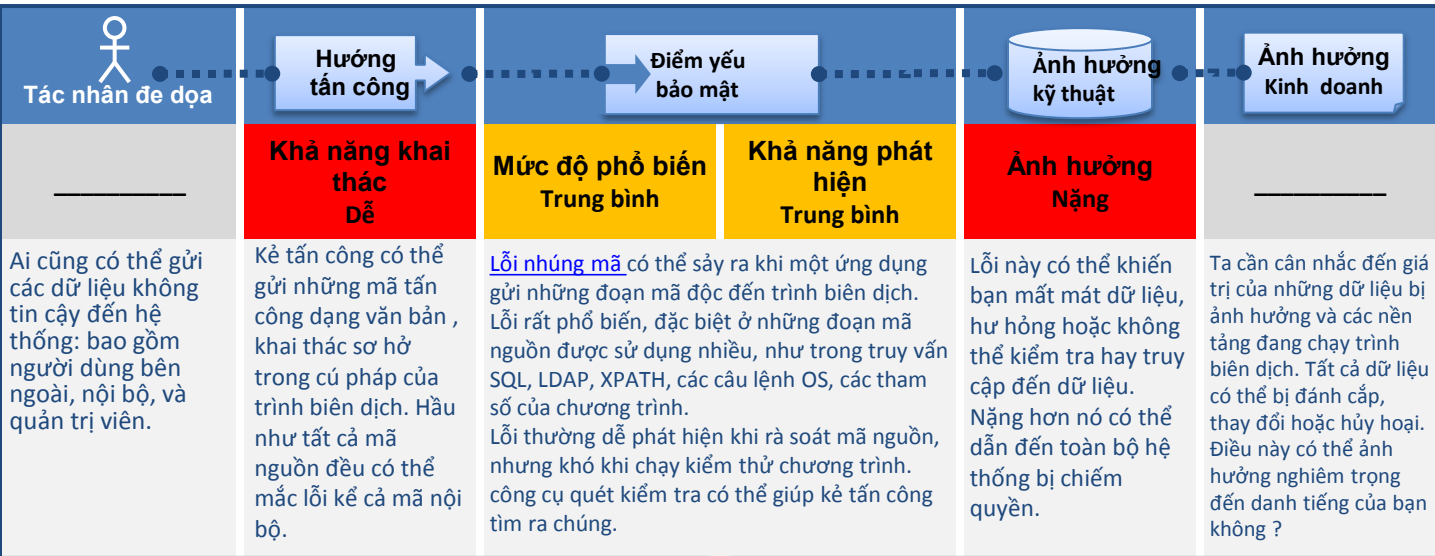 Tác nhân đe dọa
Hướng
tấn công
Điểm yếu
bảo mật
Ảnh hưởng
kỹ thuật
Ảnh hưởng
Kinh doanh
__________
Khả năng khai
thác
Dễ
Mức độ phổ biến
Trung bình
Khả năng phát
hiện
Trung bình
Ảnh hưởng
Nặng
__________
Ai cũng có thể gửi
các dữ liệu không
tin cậy đến hệ
thống: bao gồm
người dùng bên
ngoài, nội bộ, và
quản trị viên.
Kẻ tấn công có thể
gửi những mã tấn
công dạng văn bản ,
khai thác sơ hở
trong cú pháp của
trình biên dịch. Hầu
như tất cả mã
nguồn đều có thể
mắc lỗi kể cả mã nội
bộ.
Lỗi nhúng mã có thể sảy ra khi một ứng dụng
gửi những đoạn mã độc đến trình biên dịch.
Lỗi rất phổ biến, đặc biệt ở những đoạn mã
nguồn được sử dụng nhiều, như trong truy vấn
SQL, LDAP, XPATH, các câu lệnh OS, các tham
số của chương trình.
Lỗi thường dễ phát hiện khi rà soát mã nguồn,
nhưng khó khi chạy kiểm thử chương trình.
công cụ quét kiểm tra có thể giúp kẻ tấn công
tìm ra chúng.
Lỗi này có thể khiến
bạn mất mát dữ liệu,
hư hỏng hoặc không
thể kiểm tra hay truy
cập đến dữ liệu.
Nặng hơn nó có thể
dẫn đến toàn bộ hệ
thống bị chiếm
quyền.
Ta cần cân nhắc đến giá
trị của những dữ liệu bị
ảnh hưởng và các nền
tảng đang chạy trình
biên dịch. Tất cả dữ liệu
có thể bị đánh cắp,
thay đổi hoặc hủy hoại.
Điều này có thể ảnh
hưởng nghiêm trọng
đến danh tiếng của bạn
không ?